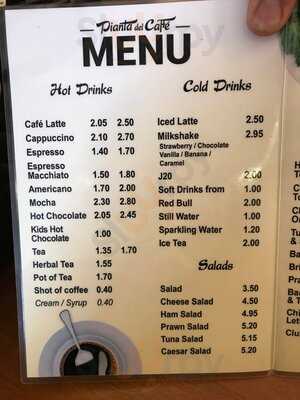 Pianta del Caffé
MENU
Hot Drinks
Café Latte 2.05 2.50
Cappuccino 2.10 2.70
Espresso 1.40 1.70
Espresso
Macchiato 1.50 1.80
Americano 1.70 2.00
Mocha 2.30 2.80
Hot Chocolate 2.05 2.45
Kids Hot
Chocolate 1.00
Tea 1.35 1.70
Herbal Tea 1.55
Pot of Tea 1.70
Shot of coffee 0.40
Cream / Syrup 0.40
Cold Drinks
Iced Latte 2.50
Milkshake 2.95
Strawberry / Chocolate
Vanilla / Banana /
Caramel
J20 2.00
Soft Drinks from 1.00
Red Bull 2.00
Still Water 1.00
Sparkling Water 1.20
Ice Tea 2.00
Salads
Salad 3.50
Cheese Salad 4.50
Ham Salad 4.95
Prawn Salad 5.20
Tuna Salad 5.15
Caesar Salad 5.20